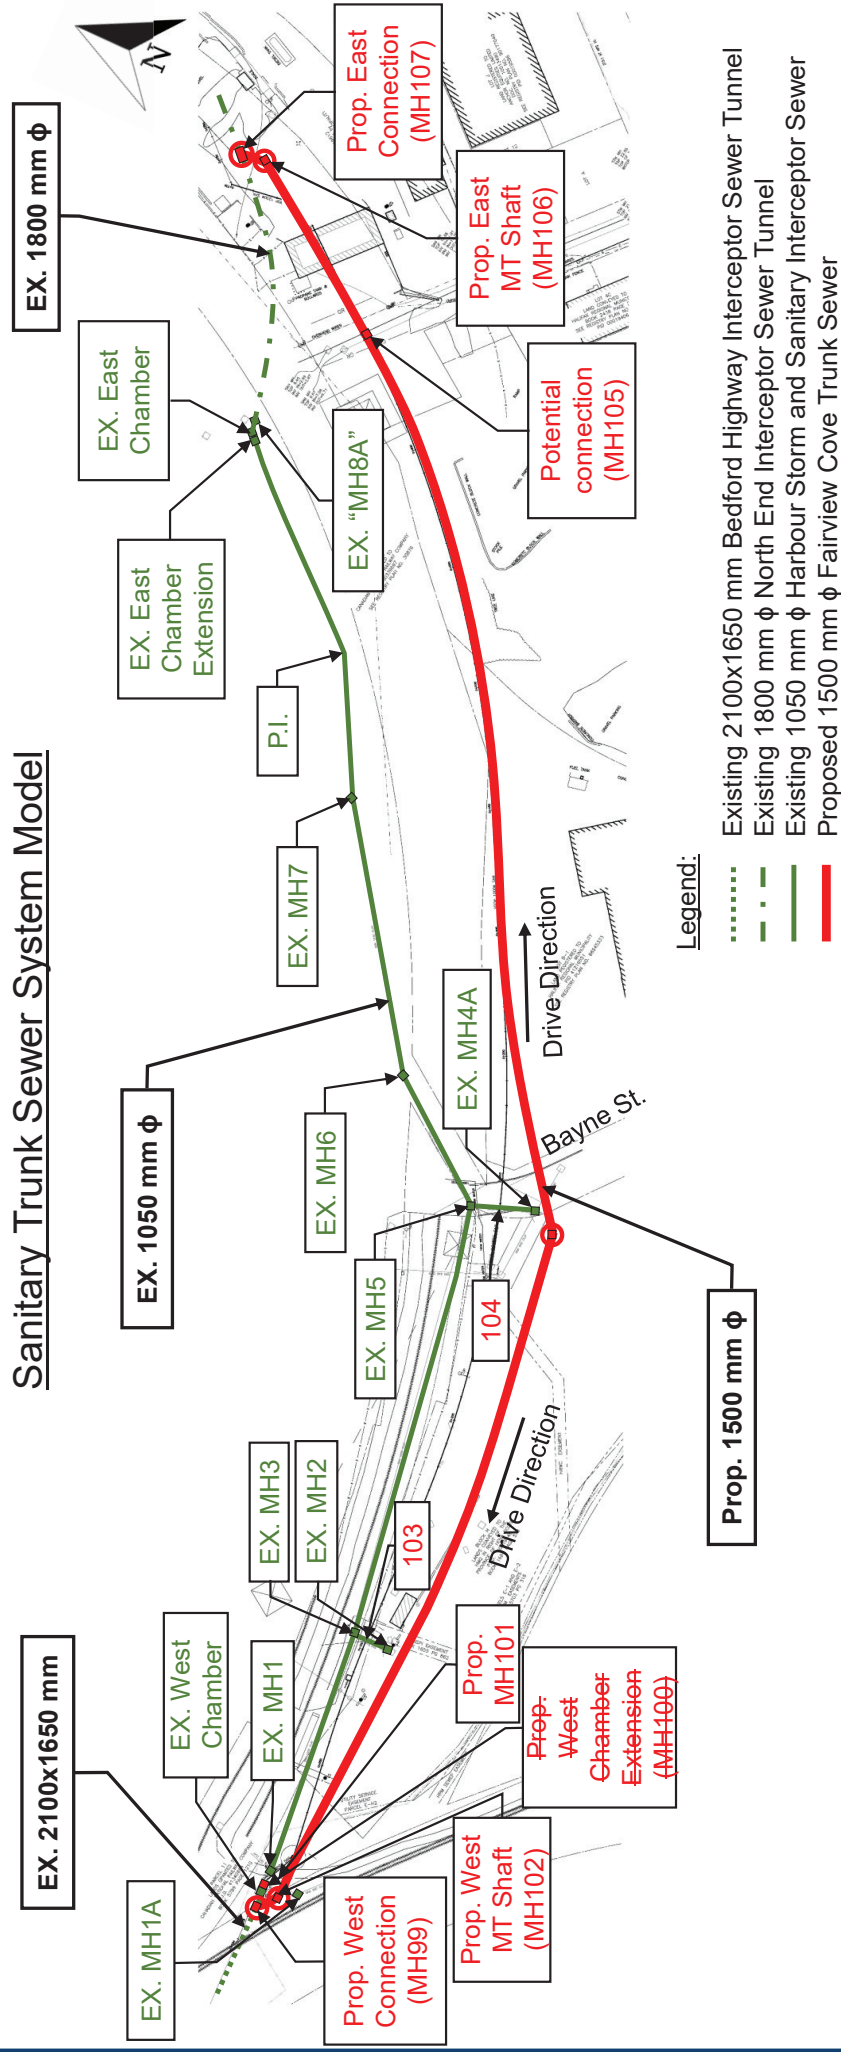 Sanitary Trunk Sewer System Model
EX. 2100x1650 mm
EX. 1050 mm ϕ
EX. 1800 mm ϕ
N
EX. MH1A
EX. West
Chamber
EX. MH1
EX. MH3
EX. MH2
103
EX. MH5
104
EX. MH6
EX. MH4A
EX. MH7
P.I.
EX. East
Chamber
Extension
EX. East
Chamber
EX. “MH8A”
Prop. West
Connection
(MH99)
Prop. West
MT Shaft
(MH102)
Prop.
West
Chamber
Extension
(MH100)
Prop.
MH101
Drive Direction
Prop. 1500 mm ϕ
Bayne St.
Drive Direction
Potential
connection
(MH105)
Prop. East
MT Shaft
(MH106)
Prop. East
Connection
(MH107)
Legend:
Existing 2100x1650 mm Bedford Highway Interceptor Sewer Tunnel
Existing 1800 mm ϕ North End Interceptor Sewer Tunnel
Existing 1050 mm ϕ Harbour Storm and Sanitary Interceptor Sewer
Proposed 1500 mm ϕ Fairview Cove Trunk Sewer